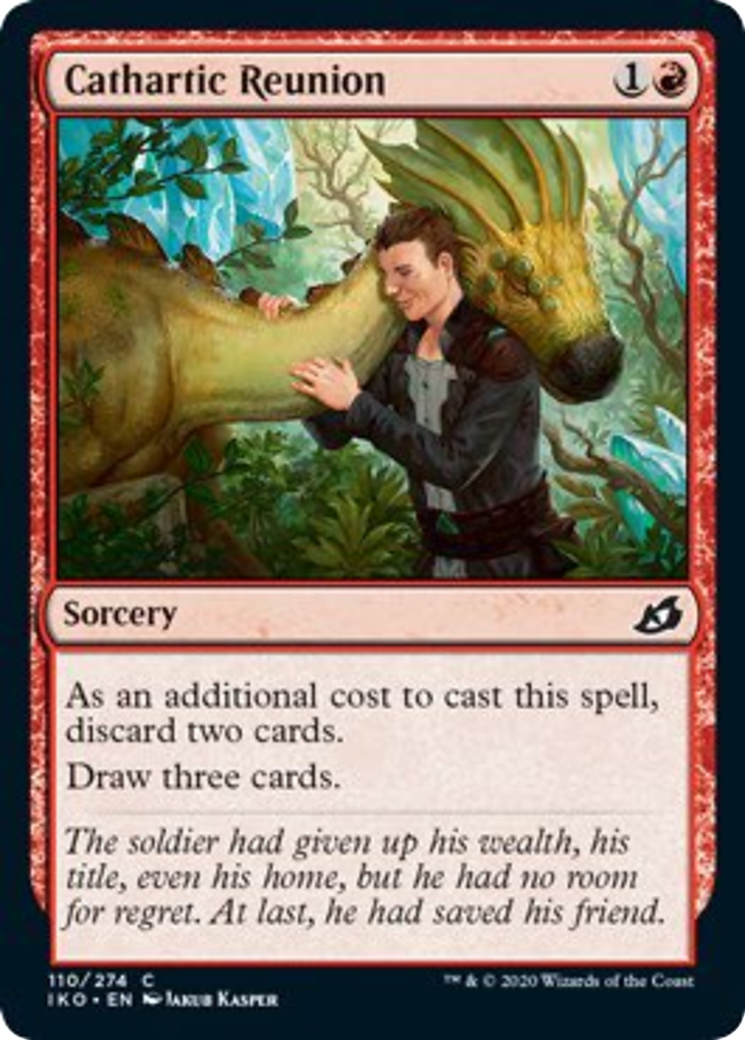 Cathartic Reunion 1
Sorcery
As an additional cost to cast this spell,
discard two cards.
Draw three cards.
The soldier had given up his wealth, his
title, even his home, but he had no room
for regret. At last, he had saved his friend.
110/274 C
IKO • EN Jakub Kasper
™ & © 2020 Wizards of the Coast